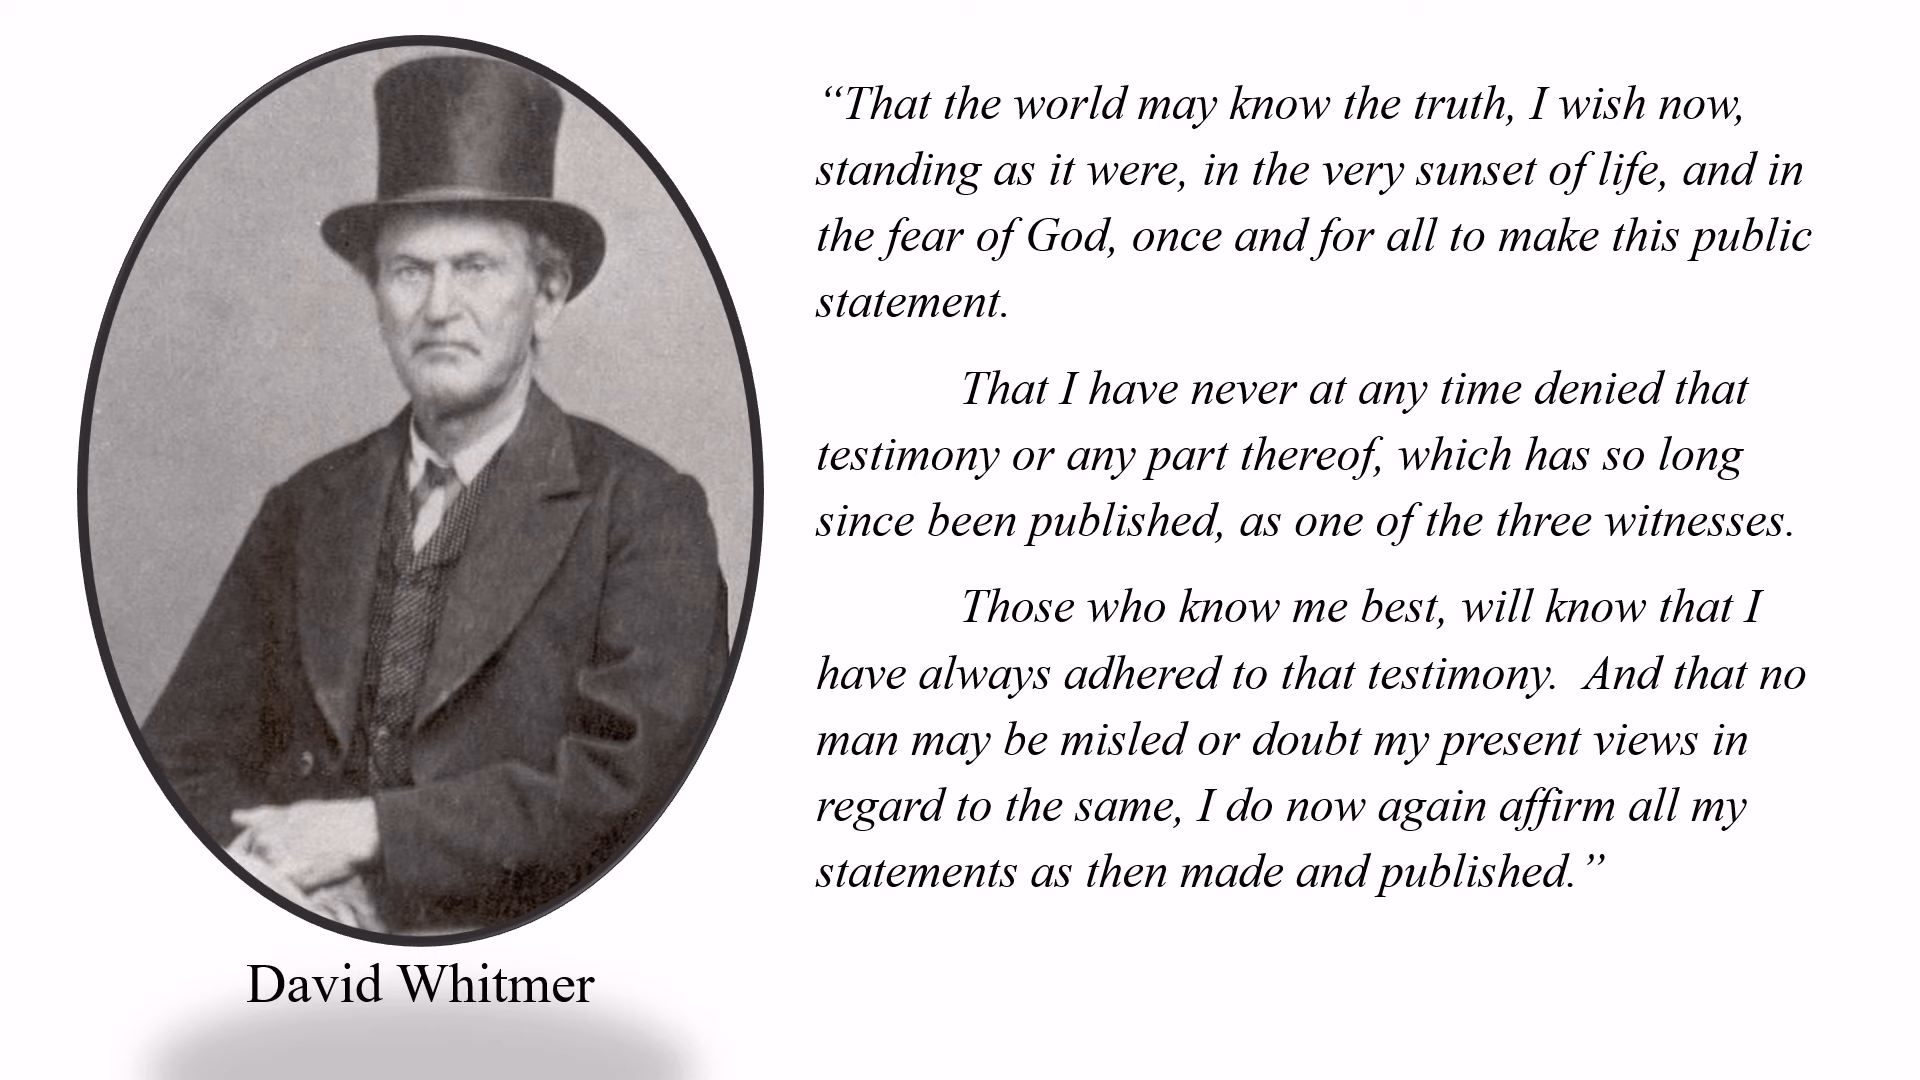 “That the world may know the truth, I wish now,
standing as it were, in the very sunset of life, and in
the fear of God, once and for all to make this public
statement.
That I have never at any time denied that
testimony or any part thereof, which has so long
since been published, as one of the three witnesses.
Those who know me best, will know that I
have always adhered to that testimony.  And that no
man may be misled or doubt my present views in
regard to the same, I do now again affirm all my
statements as then made and published.”
David Whitmer